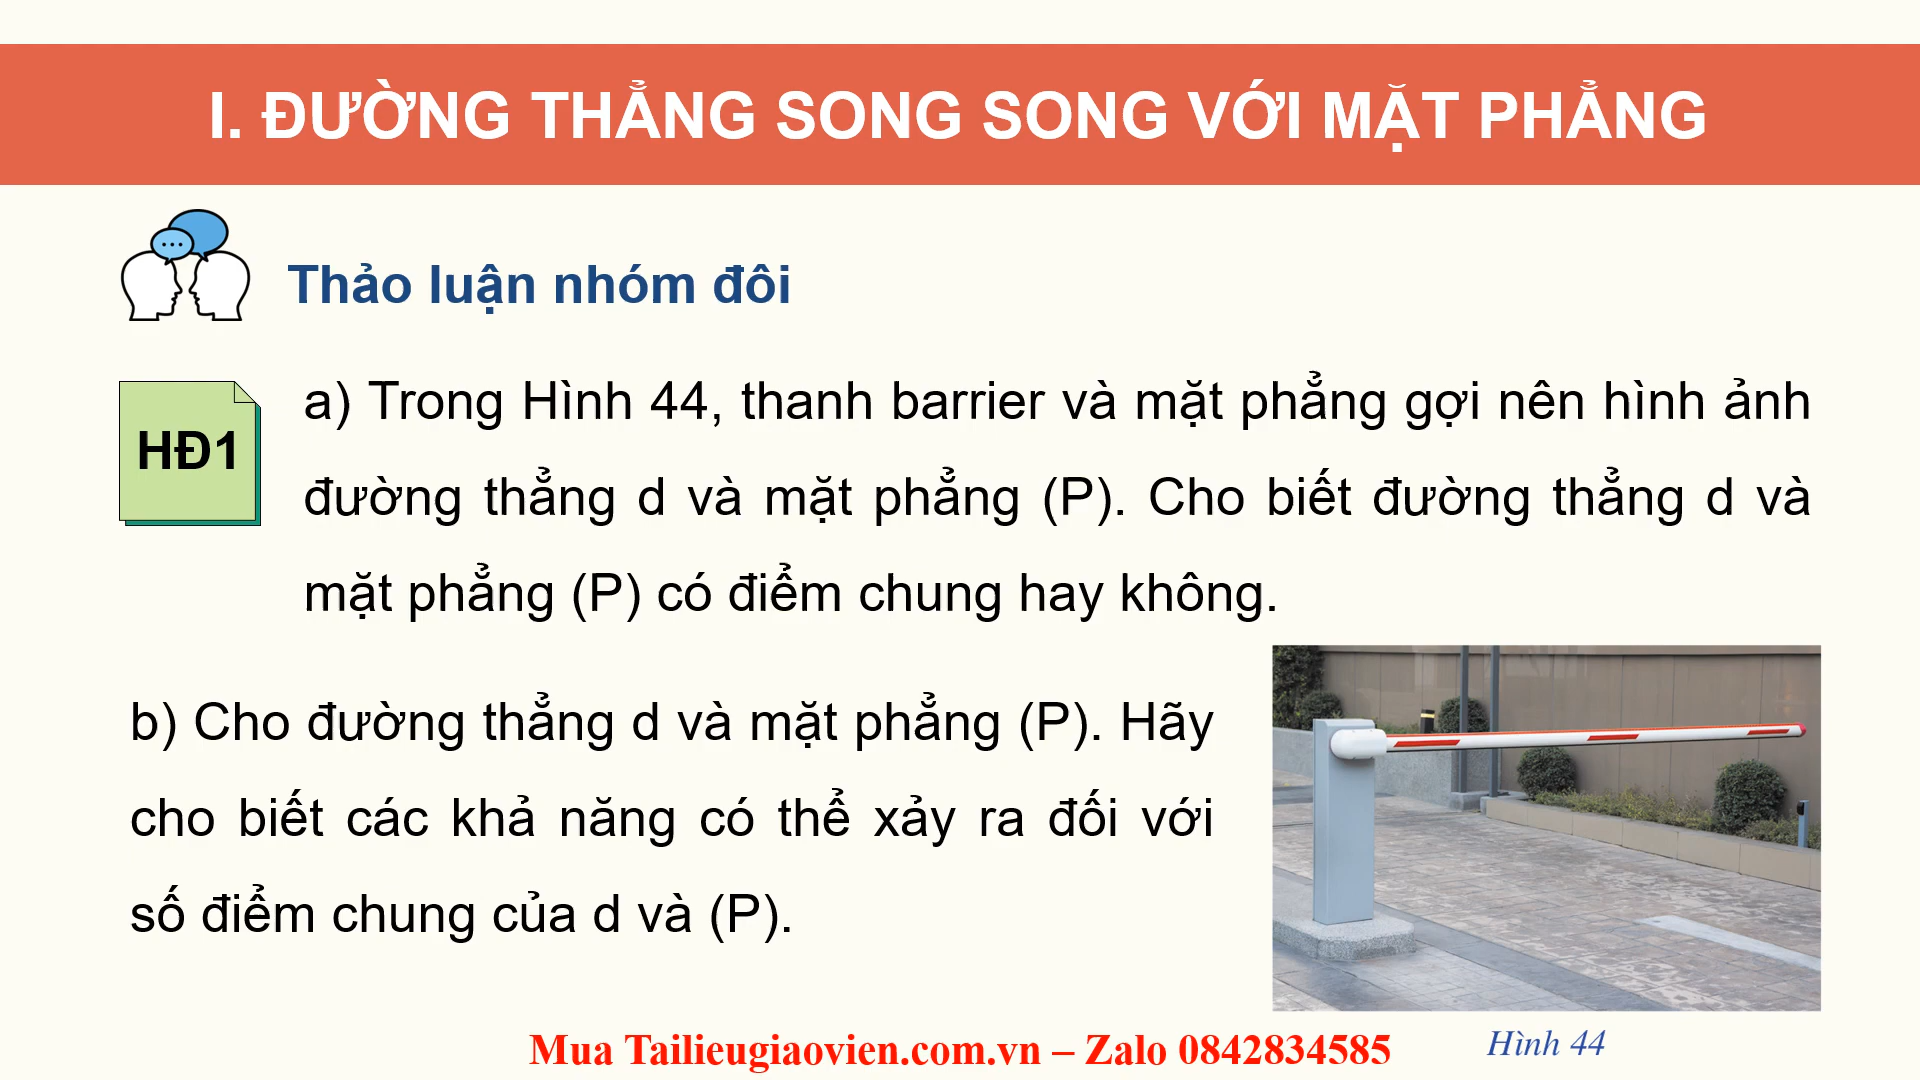 I. ĐƯỜNG THẲNG SONG SONG VỚI MẶT PHẲNG
Thảo luận nhóm đôi
HĐ1
a) Trong Hình 44, thanh barrier và mặt phẳng gợi nên hình ảnh
đường thẳng d và mặt phẳng (P). Cho biết đường thẳng d và
mặt phẳng (P) có điểm chung hay không.
b) Cho đường thẳng d và mặt phẳng (P). Hãy
cho biết các khả năng có thể xảy ra đối với
số điểm chung của d và (P).
Hình 44
Mua Tailieugiaovien.com.vn – Zalo 0842834585